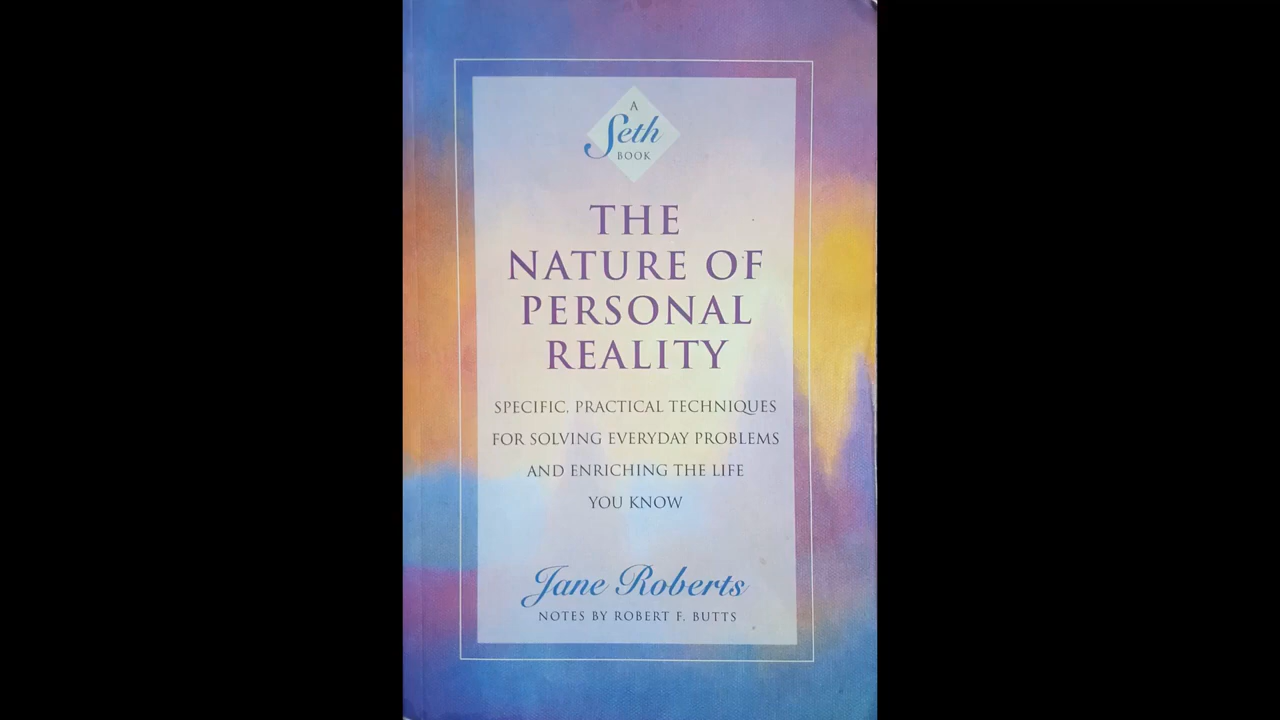 A
Seth
BOOK
THE
NATURE OF
PERSONAL
REALITY
SPECIFIC, PRACTICAL TECHNIQUES
FOR SOLVING EVERYDAY PROBLEMS
AND ENRICHING THE LIFE
YOU KNOW
Jane Roberts
NOTES BY ROBERT F. BUTTS